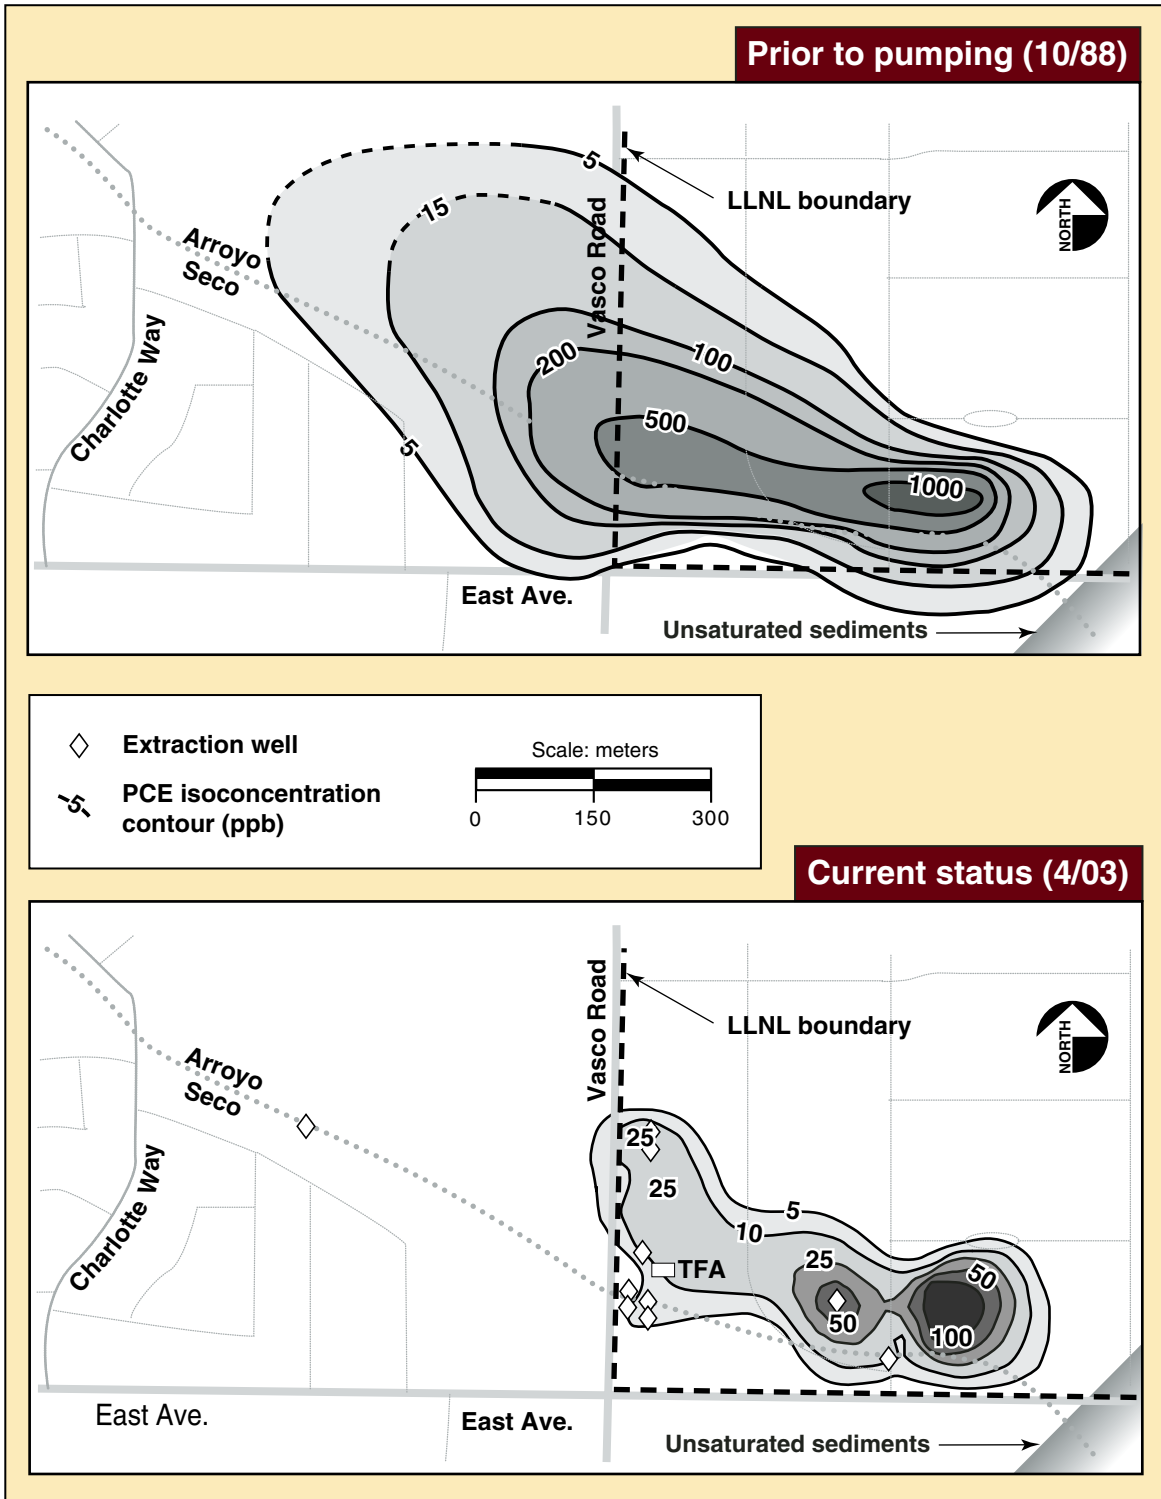 Prior to pumping (10/88)
5
LLNL boundary
15
Vasco Road
NORTH
Arroyo
Seco
Charlotte Way
200
100
500
5
1000
East Ave.
Unsaturated sediments
Extraction well
5
PCE isoconcentration
contour (ppb)
Scale: meters
0 150 300
Current status (4/03)
Vasco Road
LLNL boundary
NORTH
Arroyo
Seco
Charlotte Way
25
25
5
10
25
TFA
50
50
100
East Ave.
East Ave.
Unsaturated sediments